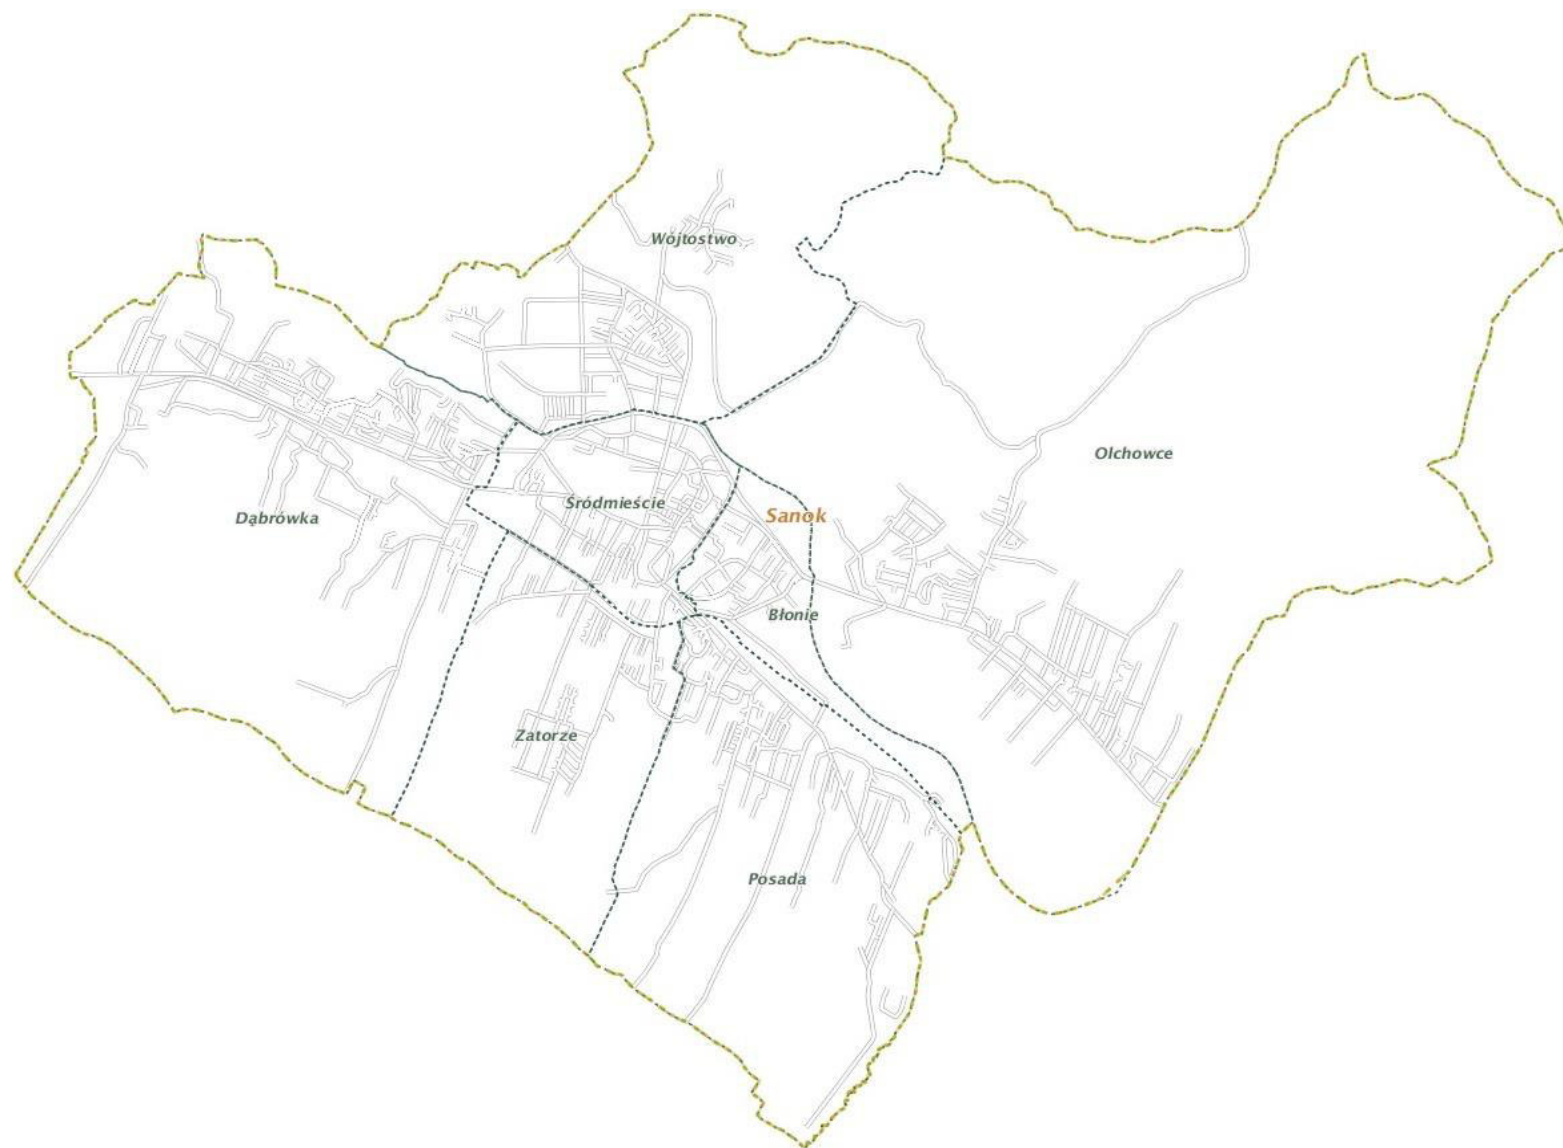 Wójtostwo
Olchowce
Śródmieście
Sanok
Dąbrówka
Błonie
Zatorze
Posada